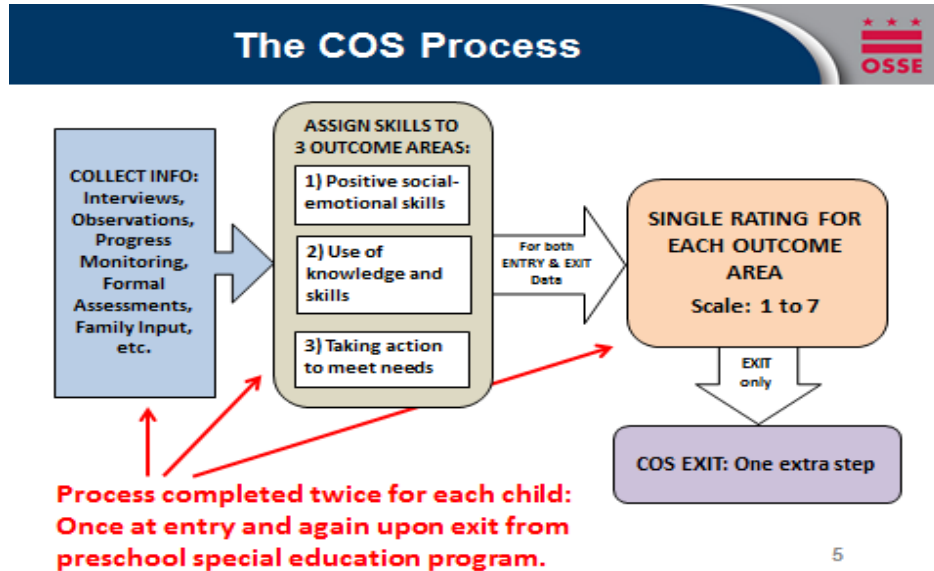 The COS Process
OSSE
COLLECT INFO:
Interviews,
Observations,
Progress
Monitoring,
Formal
Assessments,
Family Input,
etc.
ASSIGN SKILLS TO
3 OUTCOME AREAS:
1) Positive social-
emotional skills
2) Use of
knowledge and
skills
3) Taking action
to meet needs
For both
ENTRY & EXIT
Data
SINGLE RATING FOR
EACH OUTCOME
AREA
Scale: 1 to 7
EXIT
only
COS EXIT: One extra step
Process completed twice for each child:
Once at entry and again upon exit from
preschool special education program.
5